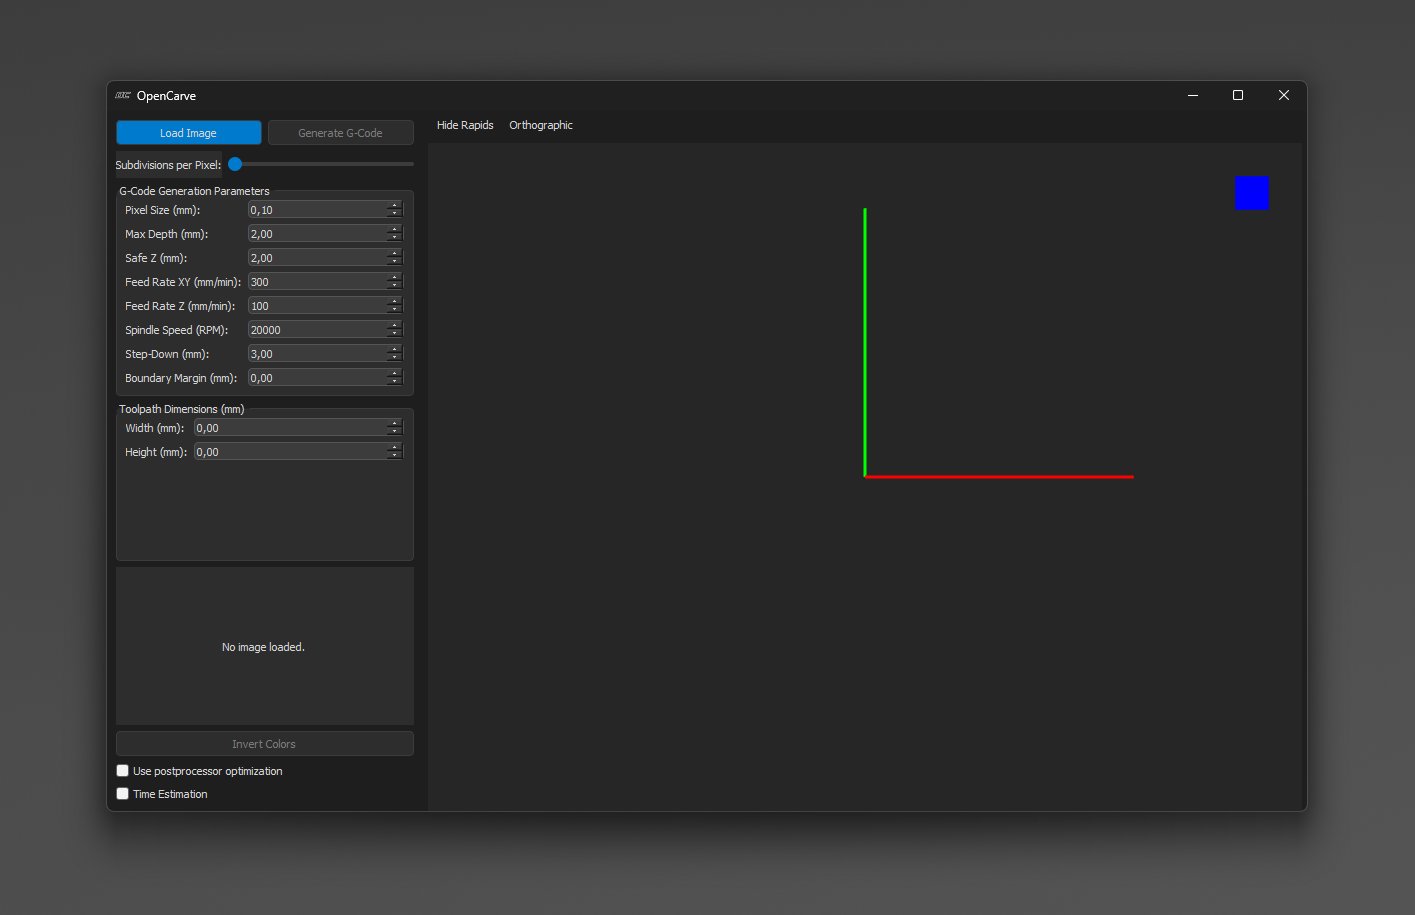 OC OpenCarve
Load Image
Generate G-Code
Subdivisions per Pixel:
G-Code Generation Parameters
Pixel Size (mm): 0,10
Max Depth (mm): 2,00
Safe Z (mm): 2,00
Feed Rate XY (mm/min): 300
Feed Rate Z (mm/min): 100
Spindle Speed (RPM): 20000
Step-Down (mm): 3,00
Boundary Margin (mm): 0,00
Toolpath Dimensions (mm)
Width (mm): 0,00
Height (mm): 0,00
No image loaded.
Invert Colors
Use postprocessor optimization
Time Estimation
Hide Rapids
Orthographic